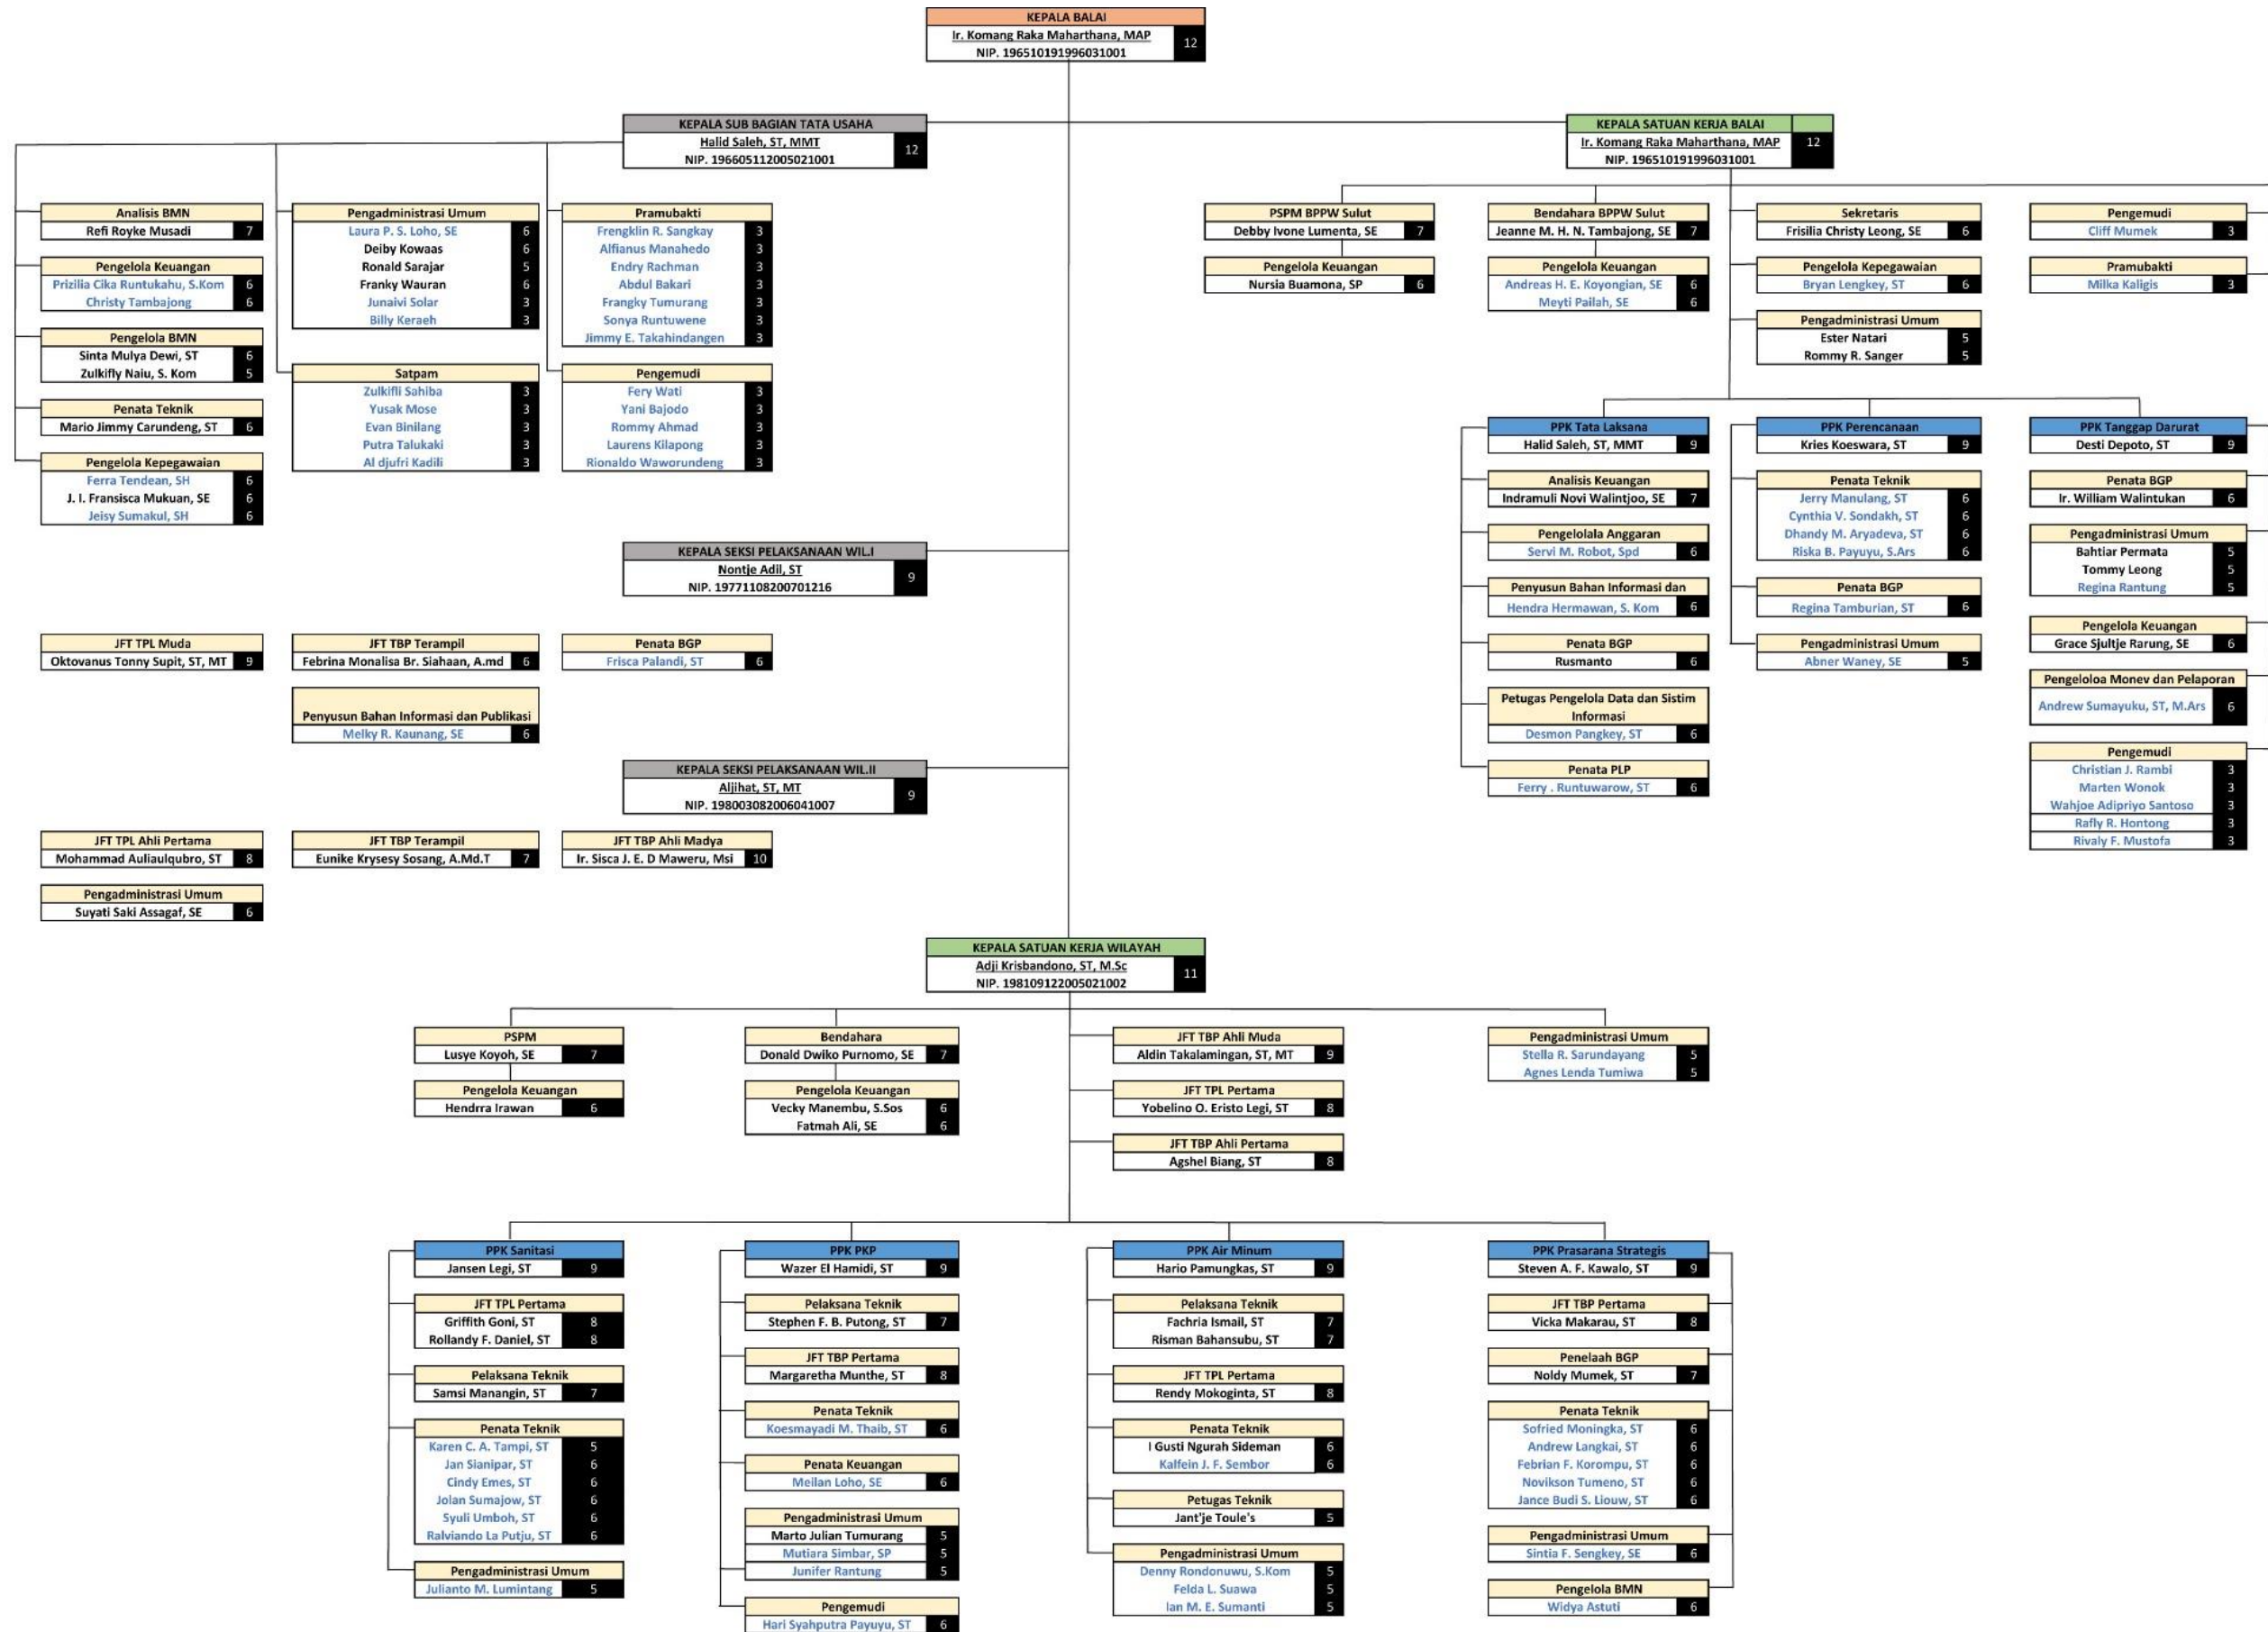 KEPALA BALAI
Ir. Komang Raka Maharthana, MAP
NIP. 196510191996031001
12
KEPALA SUB BAGIAN TATA USAHA
Halid Saleh, ST, MMT
NIP. 196605112005021001
12
KEPALA SATUAN KERJA BALAI
Ir. Komang Raka Maharthana, MAP
NIP. 196510191996031001
12
Analisis BMN
Refi Royke Musadi 7
Pengelola Keuangan
Prizilia Cika Runtukahu, S.Kom 6
Christy Tambajong 6
Pengelola BMN
Sinta Mulya Dewi, ST 6
Zulkifly Naiu, S. Kom 5
Penata Teknik
Mario Jimmy Carundeng, ST 6
Pengelola Kepegawaian
Ferra Tendean, SH 6
J. I. Fransisca Mukuan, SE 6
Jeisy Sumakul, SH 6
Pengadministrasi Umum
Laura P. S. Loho, SE 6
Deiby Kowaas 6
Ronald Sarajar 5
Franky Wauran 6
Junaivi Solar 3
Billy Keraeh 3
Satpam
Zulkifli Sahiba 3
Yusak Mose 3
Evan Binilang 3
Putra Talukaki 3
Al djufri Kadili 3
Pramubakti
Frengklin R. Sangkay 3
Alfianus Manahedo 3
Endry Rachman 3
Abdul Bakari 3
Frangky Tumurang 3
Sonya Runtuwene 3
Jimmy E. Takahindangen 3
Pengemudi
Fery Wati 3
Yani Bajodo 3
Rommy Ahmad 3
Laurens Kilapong 3
Rionaldo Waworundeng 3
PSPM BPPW Sulut
Debby Ivone Lumenta, SE 7
Pengelola Keuangan
Nursia Buamona, SP 6
Bendahara BPPW Sulut
Jeanne M. H. N. Tambajong, SE 7
Pengelola Keuangan
Andreas H. E. Koyongian, SE 6
Meyti Pailah, SE 6
Sekretaris
Frisilia Christy Leong, SE 6
Pengelola Kepegawaian
Bryan Lengkey, ST 6
Pengadministrasi Umum
Ester Natari 5
Rommy R. Sanger 5
Pengemudi
Cliff Mumek 3
Pramubakti
Milka Kaligis 3
PPK Tata Laksana
Halid Saleh, ST, MMT 9
Analisis Keuangan
Indramuli Novi Walintjoo, SE 7
Pengelolala Anggaran
Servi M. Robot, Spd 6
Penyusun Bahan Informasi dan
Hendra Hermawan, S. Kom 6
Penata BGP
Rusmanto 6
Petugas Pengelola Data dan Sistim
Informasi
Desmon Pangkey, ST 6
Penata PLP
Ferry . Runtuwarow, ST 6
PPK Perencanaan
Kries Koeswara, ST 9
Penata Teknik
Jerry Manulang, ST 6
Cynthia V. Sondakh, ST 6
Dhandy M. Aryadeva, ST 6
Riska B. Payuyu, S.Ars 6
Penata BGP
Regina Tamburian, ST 6
Pengadministrasi Umum
Abner Waney, SE 5
PPK Tanggap Darurat
Desti Depoto, ST 9
Penata BGP
Ir. William Walintukan 6
Pengadministrasi Umum
Bahtiar Permata 5
Tommy Leong 5
Regina Rantung 5
Pengelola Keuangan
Grace Sjultje Rarung, SE 6
Pengeloloa Monev dan Pelaporan
Andrew Sumayuku, ST, M.Ars 6
Pengemudi
Christian J. Rambi 3
Marten Wonok 3
Wahjoe Adipriyo Santoso 3
Rafly R. Hontong 3
Rivaly F. Mustofa 3
KEPALA SEKSI PELAKSANAAN WIL.I
Nontje Adil, ST
NIP. 19771108200701216
9
JFT TPL Muda
Oktovanus Tonny Supit, ST, MT 9
JFT TBP Terampil
Febrina Monalisa Br. Siahaan, A.md 6
Penata BGP
Frisca Palandi, ST 6
Penyusun Bahan Informasi dan Publikasi
Melky R. Kaunang, SE 6
KEPALA SEKSI PELAKSANAAN WIL.II
Aljihat, ST, MT
NIP. 198003082006041007
9
JFT TPL Ahli Pertama
Mohammad Auliaulqubro, ST 8
JFT TBP Terampil
Eunike Krysesy Sosang, A.Md.T 7
JFT TBP Ahli Madya
Ir. Sisca J. E. D Maweru, Msi 10
Pengadministrasi Umum
Suyati Saki Assagaf, SE 6
KEPALA SATUAN KERJA WILAYAH
Adji Krisbandono, ST, M.Sc
NIP. 198109122005021002
11
PSPM
Lusye Koyoh, SE 7
Pengelola Keuangan
Hendrra Irawan 6
Bendahara
Donald Dwiko Purnomo, SE 7
Pengelola Keuangan
Vecky Manembu, S.Sos 6
Fatmah Ali, SE 6
JFT TBP Ahli Muda
Aldin Takalamingan, ST, MT 9
JFT TPL Pertama
Yobelino O. Eristo Legi, ST 8
JFT TBP Ahli Pertama
Agshel Biang, ST 8
Pengadministrasi Umum
Stella R. Sarundayang 5
Agnes Lenda Tumiwa 5
PPK Sanitasi
Jansen Legi, ST 9
JFT TPL Pertama
Griffith Goni, ST 8
Rollandy F. Daniel, ST 8
Pelaksana Teknik
Samsi Manangin, ST 7
Penata Teknik
Karen C. A. Tampi, ST 5
Jan Sianipar, ST 6
Cindy Emes, ST 6
Jolan Sumajow, ST 6
Syuli Umboh, ST 6
Ralviando La Putju, ST 6
Pengadministrasi Umum
Julianto M. Lumintang 5
PPK PKP
Wazer El Hamidi, ST 9
Pelaksana Teknik
Stephen F. B. Putong, ST 7
JFT TBP Pertama
Margaretha Munthe, ST 8
Penata Teknik
Koesmayadi M. Thaib, ST 6
Penata Keuangan
Meilan Loho, SE 6
Pengadministrasi Umum
Marto Julian Tumurang 5
Mutiara Simbar, SP 5
Junifer Rantung 5
Pengemudi
Hari Syahputra Payuyu, ST 6
PPK Air Minum
Hario Pamungkas, ST 9
Pelaksana Teknik
Fachria Ismail, ST 7
Risman Bahansubu, ST 7
JFT TPL Pertama
Rendy Mokoginta, ST 8
Penata Teknik
I Gusti Ngurah Sideman 6
Kalfein J. F. Sembor 6
Petugas Teknik
Jant'je Toule's 5
Pengadministrasi Umum
Denny Rondonuwu, S.Kom 5
Felda L. Suawa 5
Ian M. E. Sumanti 5
PPK Prasarana Strategis
Steven A. F. Kawalo, ST 9
JFT TBP Pertama
Vicka Makarau, ST 8
Penelaah BGP
Noldy Mumek, ST 7
Penata Teknik
Sofried Moningka, ST 6
Andrew Langkai, ST 6
Febrian F. Korompu, ST 6
Novikson Tumeno, ST 6
Jance Budi S. Liouw, ST 6
Pengadministrasi Umum
Sintia F. Sengkey, SE 6
Pengelola BMN
Widya Astuti 6